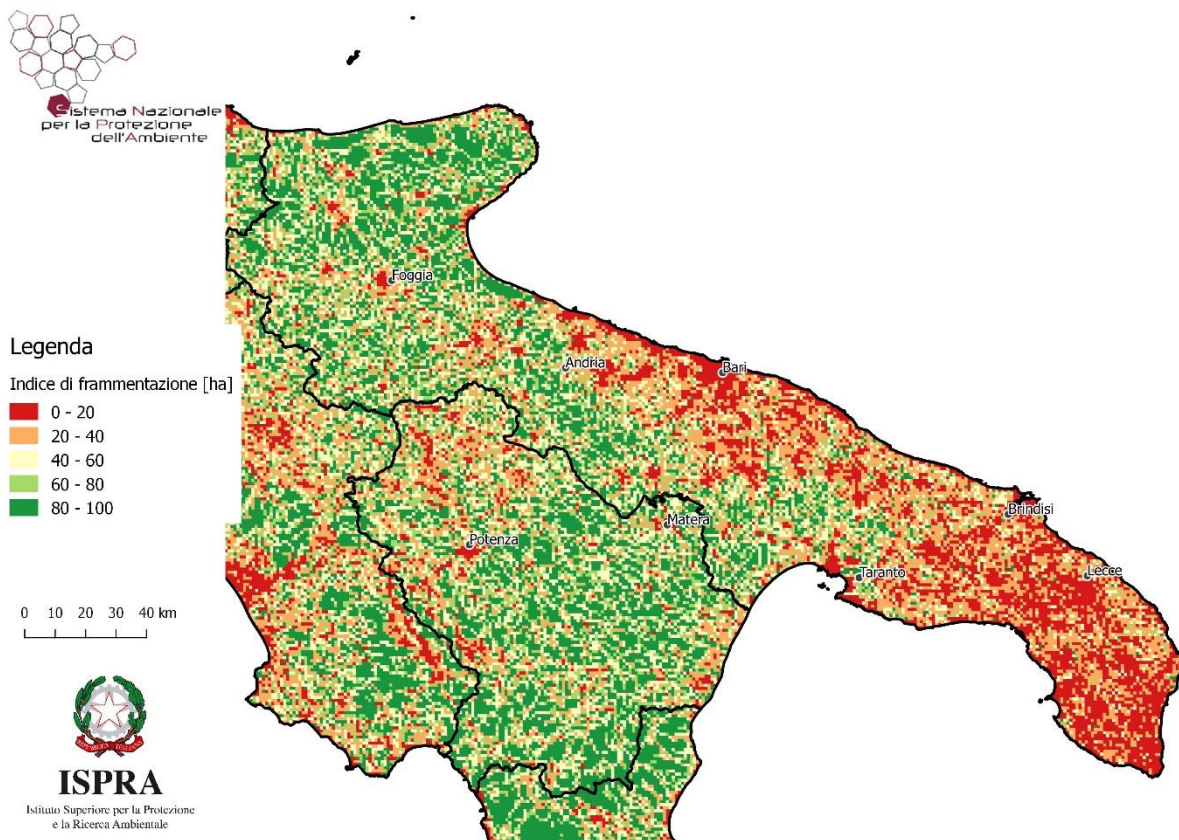 Sistema Nazionale
per la Protezione
dell'Ambiente
Foggia
Andria
Bari
Legenda
Indice di frammentazione [ha]
0 - 20
20 - 40
40 - 60
60 - 80
80 - 100
Matera
Brindisi
Potenza
Taranto
Lecce
0 10 20 30 40 km
REPVBBLICA ITALIANA
ISPRA
Istituto Superiore per la Protezione
e la Ricerca Ambientale